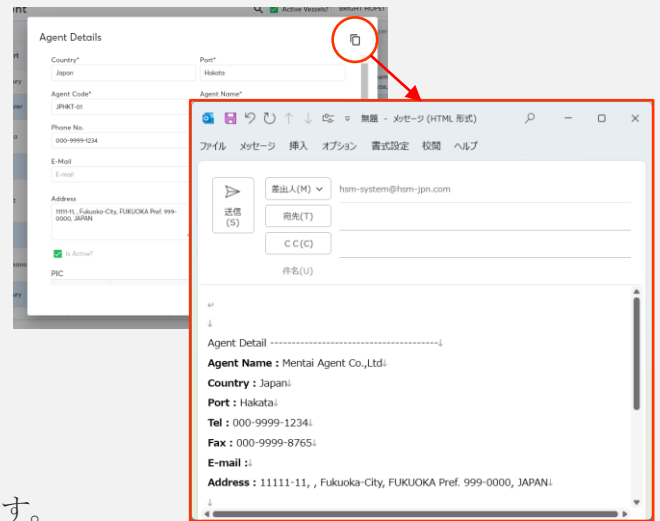 nt
Active Vessels?
BRIGHT HOPE1
Agent Details
Country*
Port*
Japan
Hakata
Agent Code*
Agent Name*
JPHKT-01
Phone No.
000-9999-1234
E-Mail
E-mail
Address
11111-11, , Fukuoka-City, FUKUOKA Pref. 999-
0000, JAPAN
Is Active?
PIC
無題 - メッセージ (HTML 形式)
ファイル メッセージ 挿入 オプション 書式設定 校閲 ヘルプ
送信
(S)
差出人(M)
hsm-system@hsm-jpn.com
宛先(T)
C C (C)
件名(U)
↵
↓
Agent Detail ---------------------------------------↓
Agent Name : Mentai Agent Co.,Ltd↓
Country : Japan↓
Port : Hakata↓
Tel : 000-9999-1234↓
Fax : 000-9999-8765↓
E-mail :↓
Address : 11111-11, , Fukuoka-City, FUKUOKA Pref. 999-0000, JAPAN↓
↓
す。